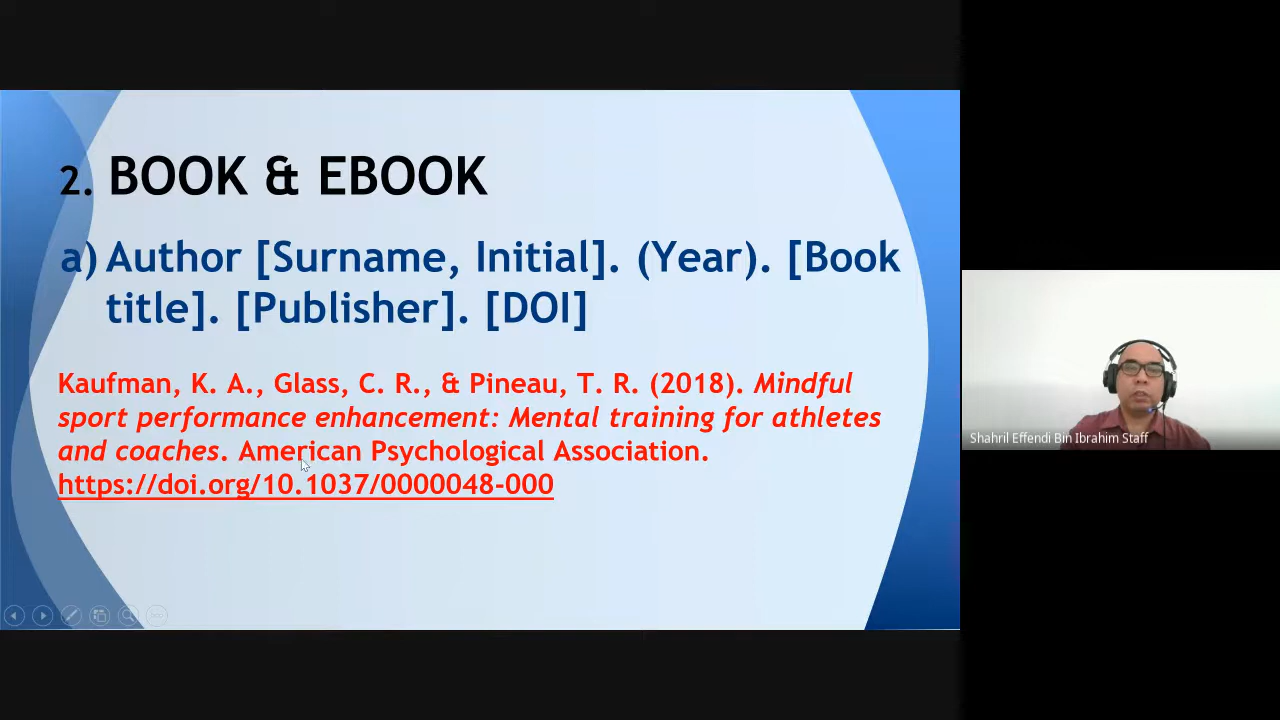 2. BOOK & EBOOK
a) Author [Surname, Initial]. (Year). [Book
title]. [Publisher]. [DOI]
Kaufman, K. A., Glass, C. R., & Pineau, T. R. (2018). Mindful
sport performance enhancement: Mental training for athletes
and coaches. American Psychological Association.
https://doi.org/10.1037/0000048-000
Shahril Effendi Bin Ibrahim Staff